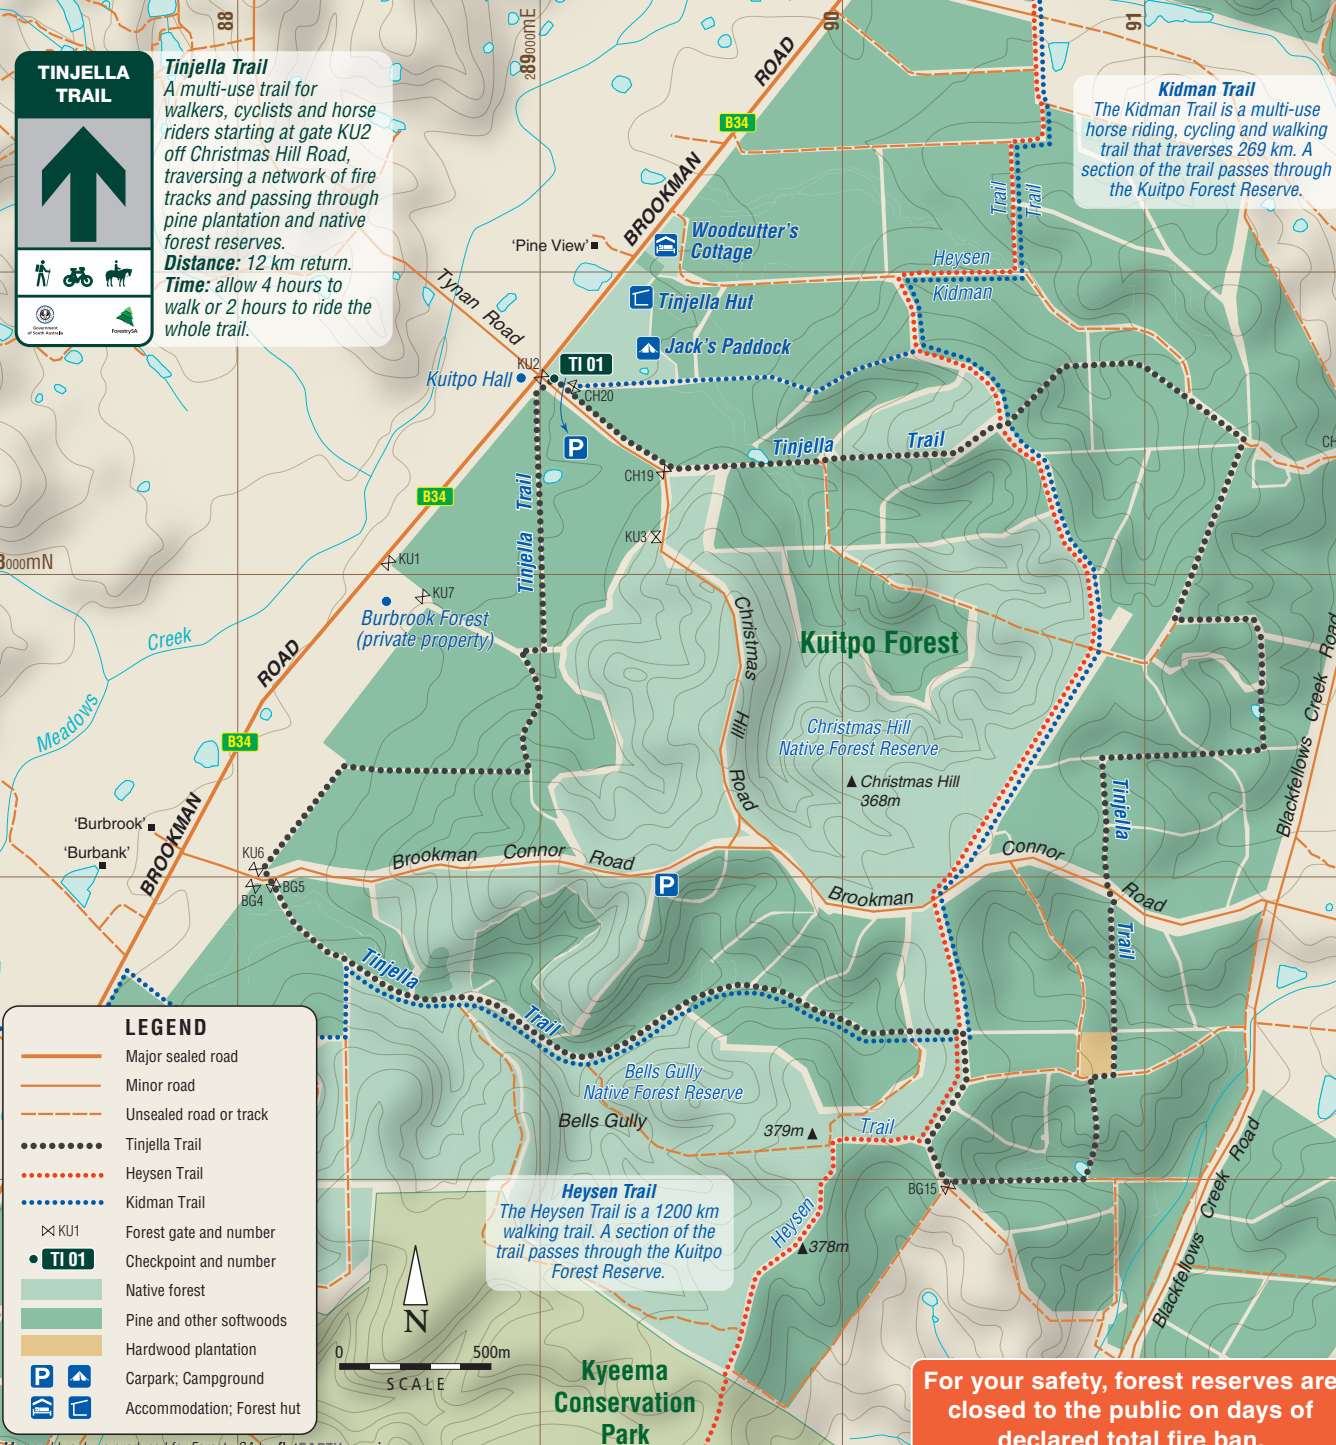 88
289000mE
90
91
TINJELLA
TRAIL
Government
of South Australia
ForestrySA
Tinjella Trail
A multi-use trail for
walkers, cyclists and horse
riders starting at gate KU2
off Christmas Hill Road,
traversing a network of fire
tracks and passing through
pine plantation and native
forest reserves.
Distance: 12 km return.
Time: allow 4 hours to
walk or 2 hours to ride the
whole trail.
ROAD
B34
BROOKMAN
Kidman Trail
The Kidman Trail is a multi-use
horse riding, cycling and walking
trail that traverses 269 km. A
section of the trail passes through
the Kuitpo Forest Reserve.
Trail
Trail
'Pine View'
Woodcutter's
Cottage
Heysen
Kidman
Tynan Road
Tinjella Hut
Jack's Paddock
KU2
TI 01
Kuitpo Hall
CH20
P
Tinjella
Trail
CH19
CH
B34
Trail
Tinjella
KU3
KU1
000mN
KU7
Burbrook Forest
(private property)
Creek
Meadows
ROAD
Christmas
Hill
Road
Kuitpo Forest
Christmas Hill
Native Forest Reserve
Christmas Hill
368m
Road
Creek
Blackfellows
B34
Tinjella
'Burbrook'
'Burbank'
BROOKMAN
KU6
BG5
BG4
Brookman
Connor
Road
P
Brookman
Connor
Road
Trail
Tinjella
Trail
Bells Gully
Native Forest Reserve
Bells Gully
379m
Trail
BG15
Heysen
378m
Road
Creek
Blackfellows
Heysen Trail
The Heysen Trail is a 1200 km
walking trail. A section of the
trail passes through the Kuitpo
Forest Reserve.
LEGEND
Major sealed road
Minor road
Unsealed road or track
Tinjella Trail
Heysen Trail
Kidman Trail
KU1 Forest gate and number
TI 01 Checkpoint and number
Native forest
Pine and other softwoods
Hardwood plantation
P Carpark; Campground
Accommodation; Forest hut
N
0 500m
SCALE
Kyeema
Conservation
Park
For your safety, forest reserves are
closed to the public on days of
declared total fire ban.